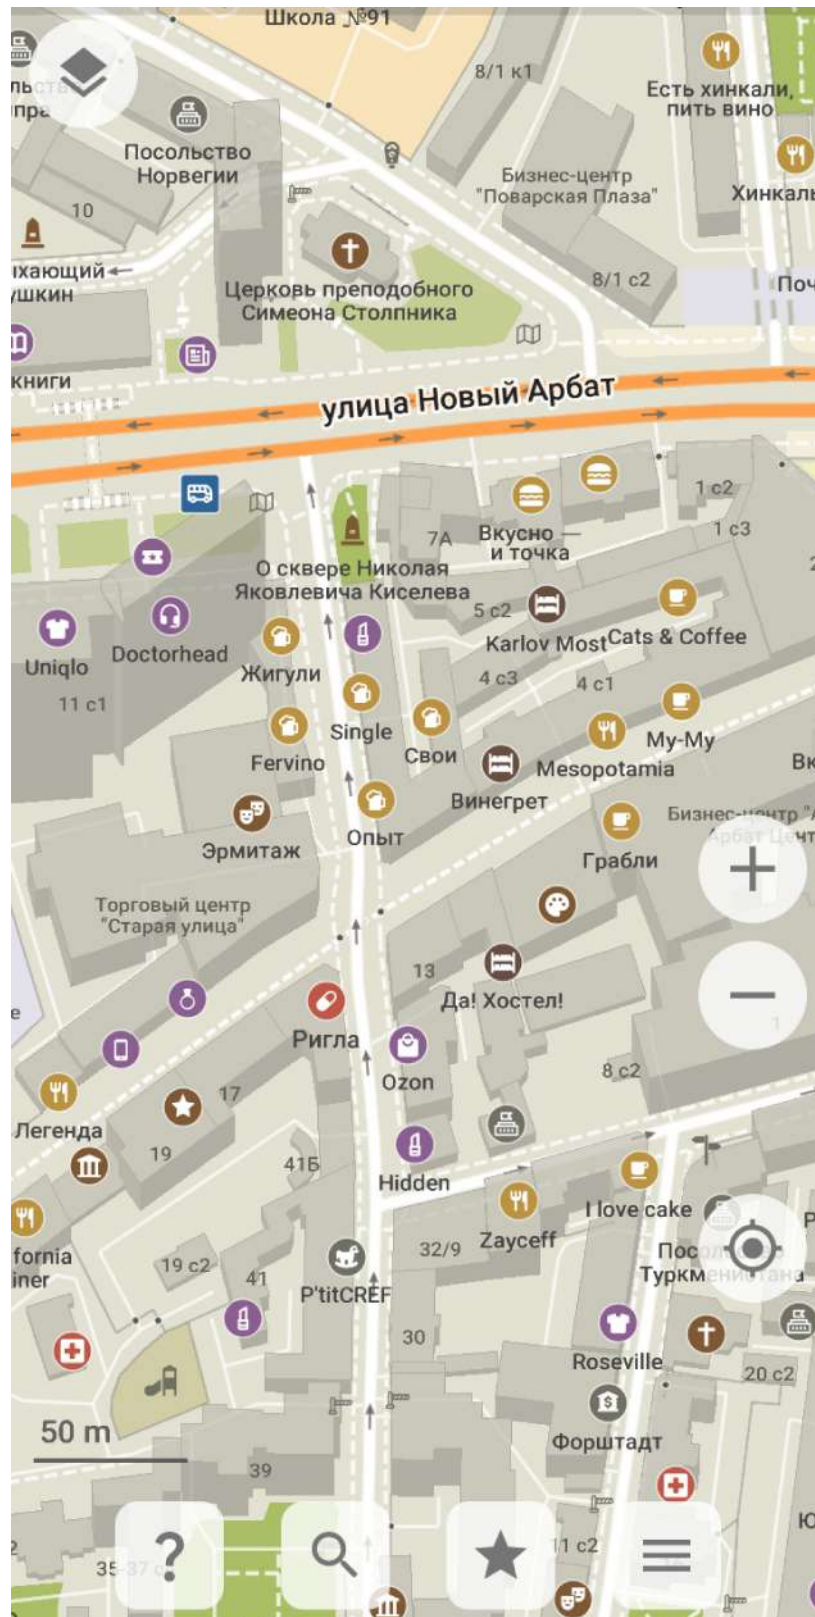 Школа №91
8/1 к1
Есть хинкали,
пить вино
Посольство
Норвегии
Бизнес-центр
"Поварская Плаза"
10
8/1 с2
Церковь преподобного
Симеона Столпника
улица Новый Арбат
1 с2
7А
Вкусно —
и точка
1 с3
О сквере Николая
Яковлевича Киселева
5 с2
Karlov Most
Cats & Coffee
Uniqlo
Doctorhead
Жигули
11 с1
4 с3
4 с1
Single
Свои
My-My
Fervino
Mesopotamia
Винегрет
Опыт
Эрмитаж
Грабли
Торговый центр
"Старая улица"
13
Да! Хостел!
Ригла
Ozon
8 с2
17
Легенда
19
41Б
Hidden
I love cake
Zayceff
32/9
19 с2
41
P'titCREF
30
Roseville
20 с2
Форштадт
50 m
39
11 с2
?